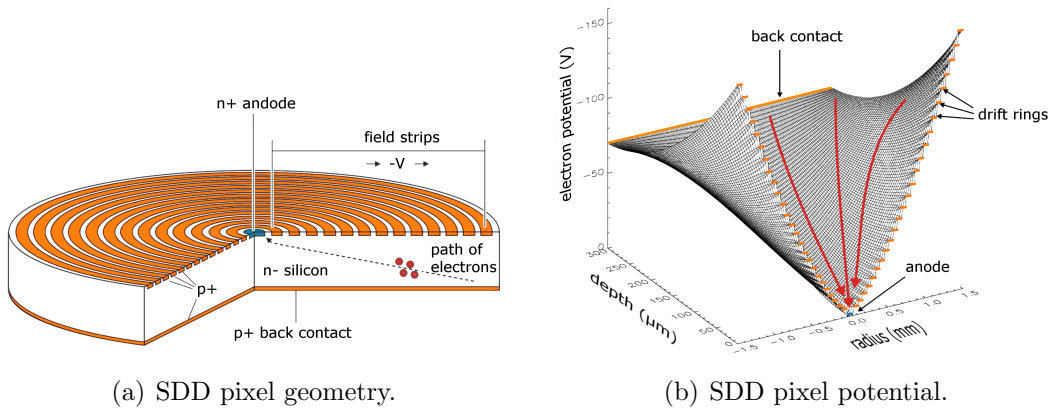 n+ andode
field strips
-V
path of
electrons
n- silicon
p+
p+ back contact
(a) SDD pixel geometry.
back contact
drift rings
anode
electron potential (V)
-150
-100
-50
0
depth (μm)
300
250
200
150
100
50
0
radius (mm)
-1.5
-1.0
-0.5
0.0
0.5
1.0
1.5
(b) SDD pixel potential.